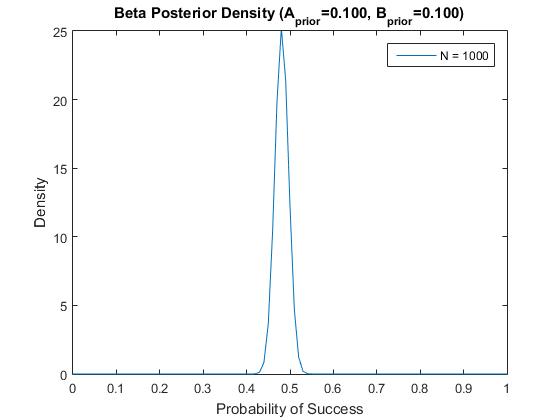 Beta Posterior Density (Aprior=0.100, Bprior=0.100)
N = 1000
25
20
15
10
5
0
Density
0 0.1 0.2 0.3 0.4 0.5 0.6 0.7 0.8 0.9 1
Probability of Success